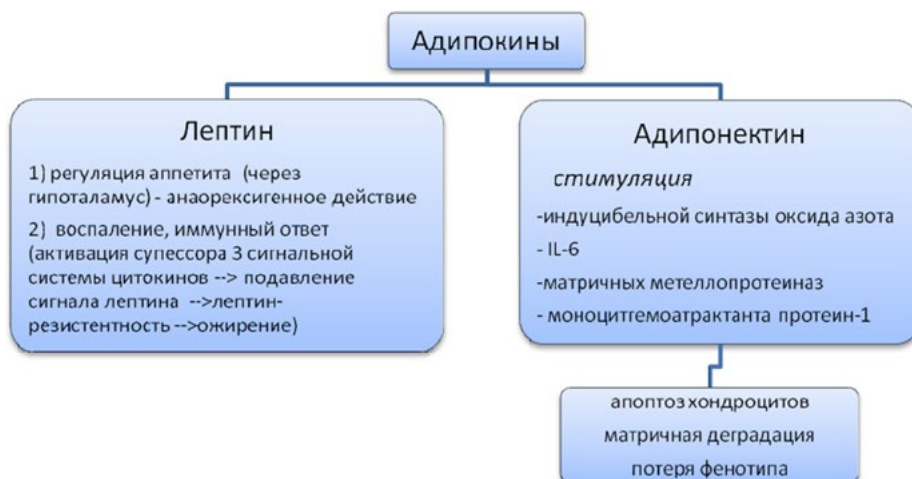 Адипокины
Лептин
1) регуляция аппетита (через
гипоталамус) - анаорексигенное действие
2) воспаление, иммунный ответ
(активация супессора 3 сигнальной
системы цитокинов --> подавление
сигнала лептина -->лептин-
резистентность -->ожирение)
Адипонектин
стимуляция
-индуцибельной синтазы оксида азота
- IL-6
-матричных метеллопротеиназ
- моноцитгемоатрактанта протеин-1
апоптоз хондроцитов
матричная деградация
потеря фенотипа